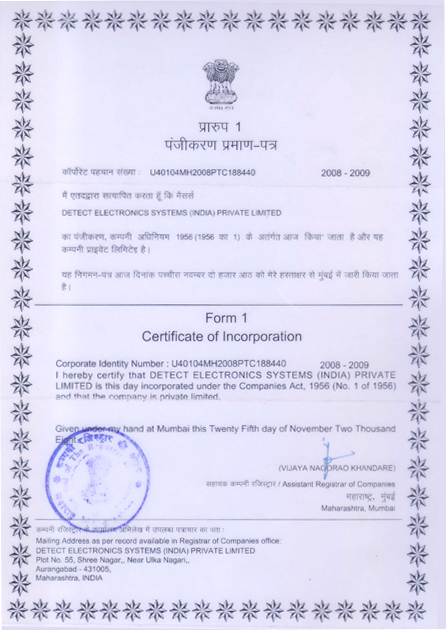 प्रारुप 1
पंजीकरण प्रमाण-पत्र
कॉर्पोरेट पहचान संख्या : U40104MH2008PTC188440 2008 - 2009
मैं एतदद्वारा सत्यापित करता हूँ कि मैसर्स
DETECT ELECTRONICS SYSTEMS (INDIA) PRIVATE LIMITED
का पंजीकरण, कम्पनी अधिनियम 1956 (1956 का 1) के अतंर्गत आज किया जाता है और यह
कम्पनी प्राइवेट लिमिटेड है।
यह निगमन-पत्र आज दिनांक पच्चीस नवम्बर दो हजार आठ को मेरे हस्ताक्षर से मुंबई में जारी किया जाता
है।
Form 1
Certificate of Incorporation
Corporate Identity Number : U40104MH2008PTC188440 2008 - 2009
I hereby certify that DETECT ELECTRONICS SYSTEMS (INDIA) PRIVATE
LIMITED is this day incorporated under the Companies Act, 1956 (No. 1 of 1956)
and that the company is private limited.
Given under my hand at Mumbai this Twenty Fifth day of November Two Thousand
Eight
(VIJAYA NAGORAO KHANDARE)
सहायक कम्पनी रजिस्ट्रार / Assistant Registrar of Companies
महाराष्ट्र, मुंबई
Maharashtra, Mumbai
कम्पनी रजिस्ट्रार के कार्यालय अभिलेख में उपलब्ध पत्राचार का पता :
Mailing Address as per record available in Registrar of Companies office:
DETECT ELECTRONICS SYSTEMS (INDIA) PRIVATE LIMITED
Plot No. 55, Shree Nagar,, Near Ulka Nagari,,
Aurangabad - 431005,
Maharashtra, INDIA